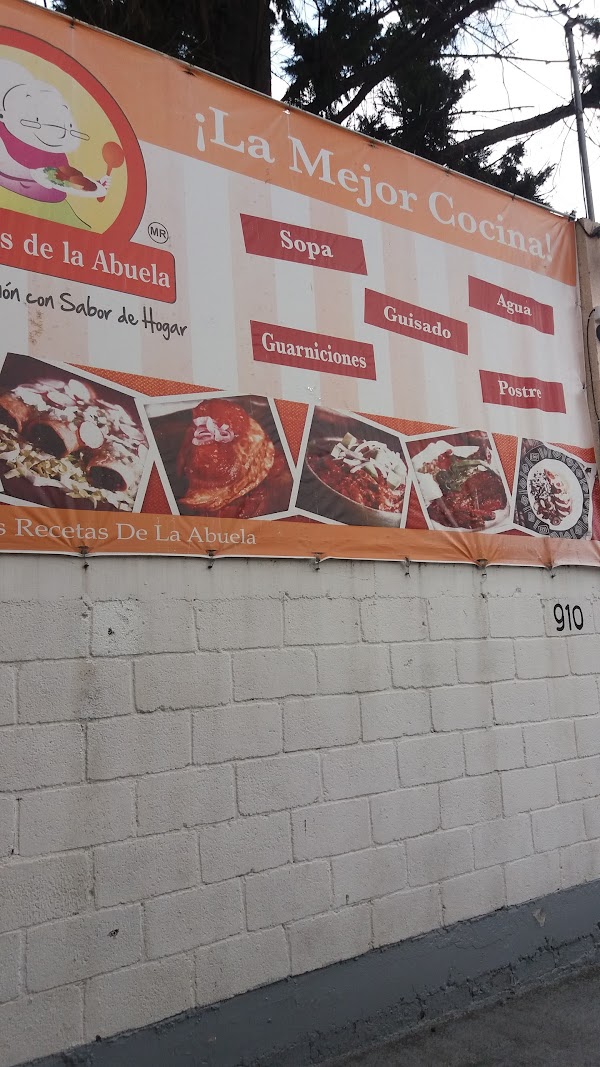 ¡La Mejor Cocina!
MR
s de la Abuela
ión con Sabor de Hogar
Sopa
Agua
Guisado
Guarniciones
Postre
s Recetas De La Abuela
910